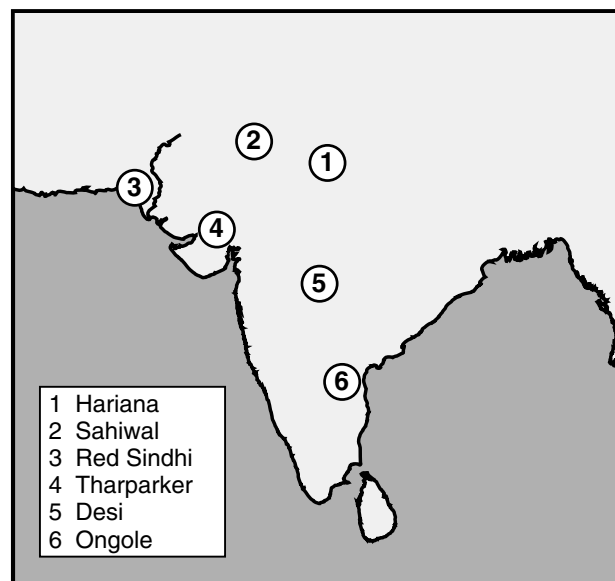 2
1
3
4
5
6
1 Hariana
2 Sahiwal
3 Red Sindhi
4 Tharparker
5 Desi
6 Ongole